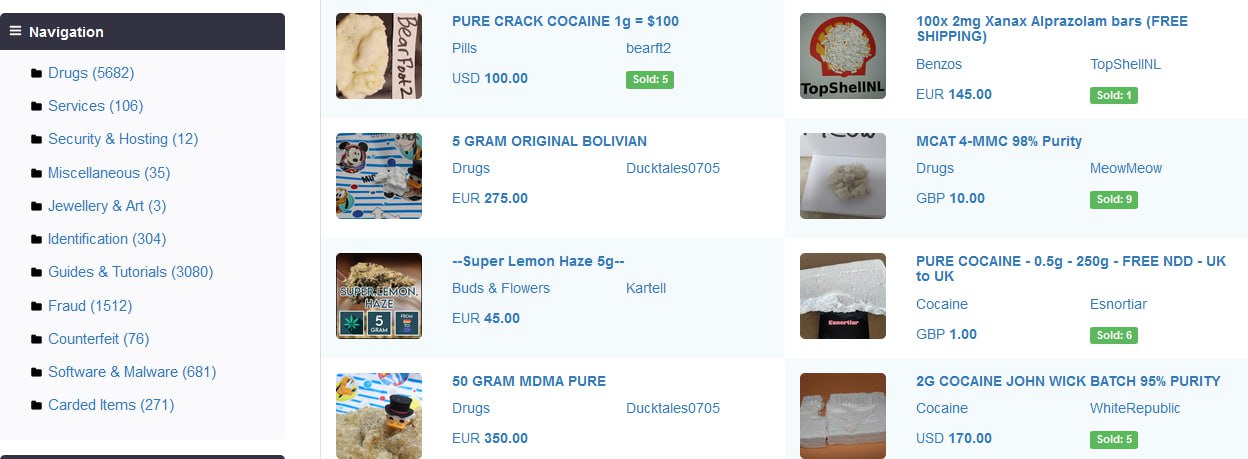 Navigation
Drugs (5682)
Services (106)
Security & Hosting (12)
Miscellaneous (35)
Jewellery & Art (3)
Identification (304)
Guides & Tutorials (3080)
Fraud (1512)
Counterfeit (76)
Software & Malware (681)
Carded Items (271)
BearFoot2
PURE CRACK COCAINE 1g = $100
Pills bearft2
USD 100.00 Sold: 5
TopShellNL
100x 2mg Xanax Alprazolam bars (FREE
SHIPPING)
Benzos TopShellNL
EUR 145.00 Sold: 1
5 GRAM ORIGINAL BOLIVIAN
Drugs Ducktales0705
EUR 275.00
MCAT 4-MMC 98% Purity
Drugs MeowMeow
GBP 10.00 Sold: 9
SUPER LEMON
HAZE
5
GRAM
FROM
--Super Lemon Haze 5g--
Buds & Flowers Kartell
EUR 45.00
Esnortiar
PURE COCAINE - 0.5g - 250g - FREE NDD - UK
to UK
Cocaine Esnortiar
GBP 1.00 Sold: 6
50 GRAM MDMA PURE
Drugs Ducktales0705
EUR 350.00
2G COCAINE JOHN WICK BATCH 95% PURITY
Cocaine WhiteRepublic
USD 170.00 Sold: 5